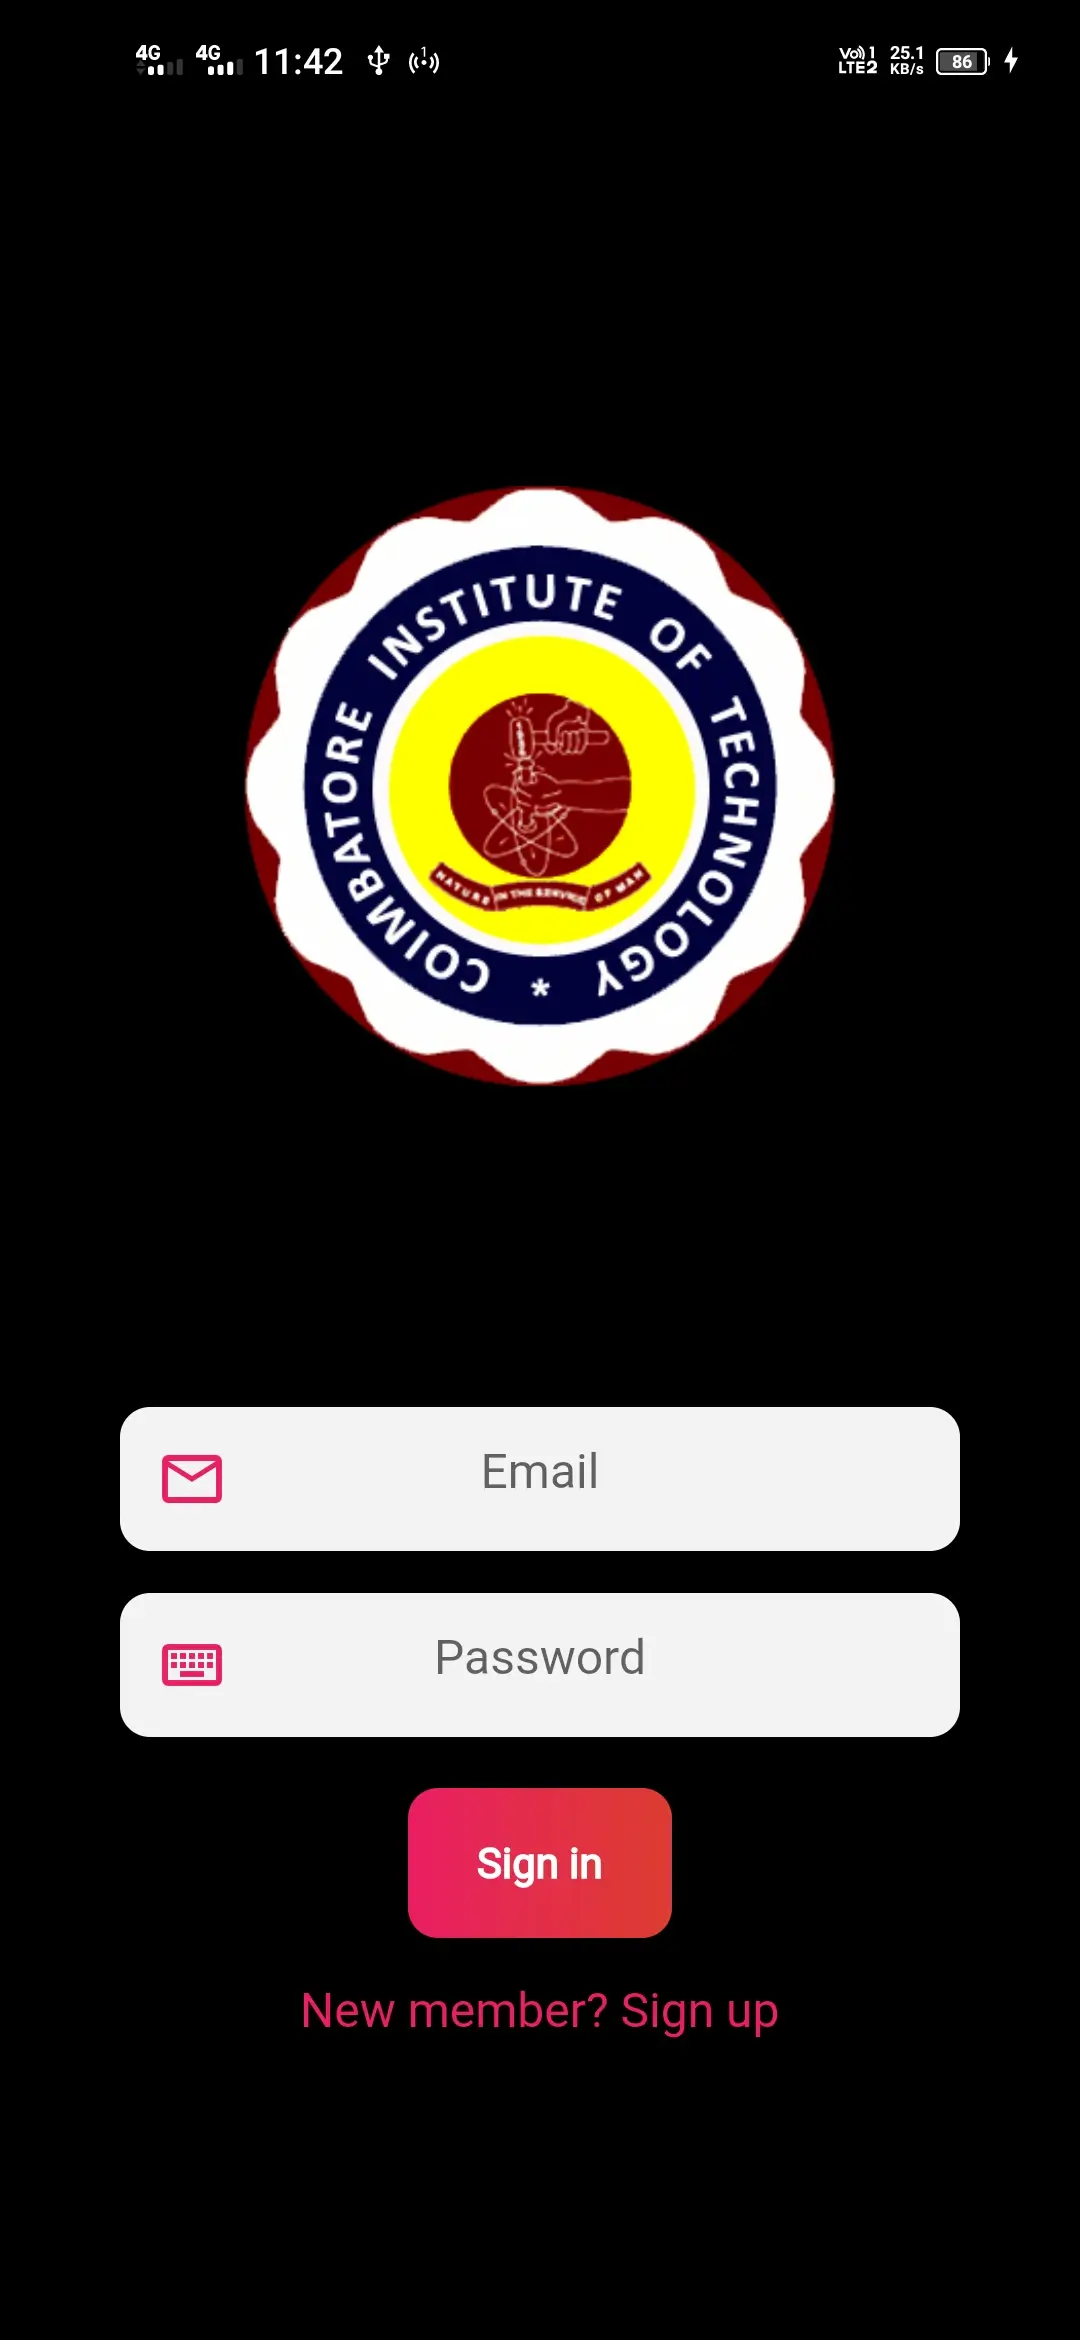 4G 4G 11:42 1 Vo)) 1 LTE2 25.1 KB/s 86
COIMBATORE INSTITUTE OF TECHNOLOGY *
NATURE IN THE SERVICE OF MAN
Email
Password
Sign in
New member? Sign up